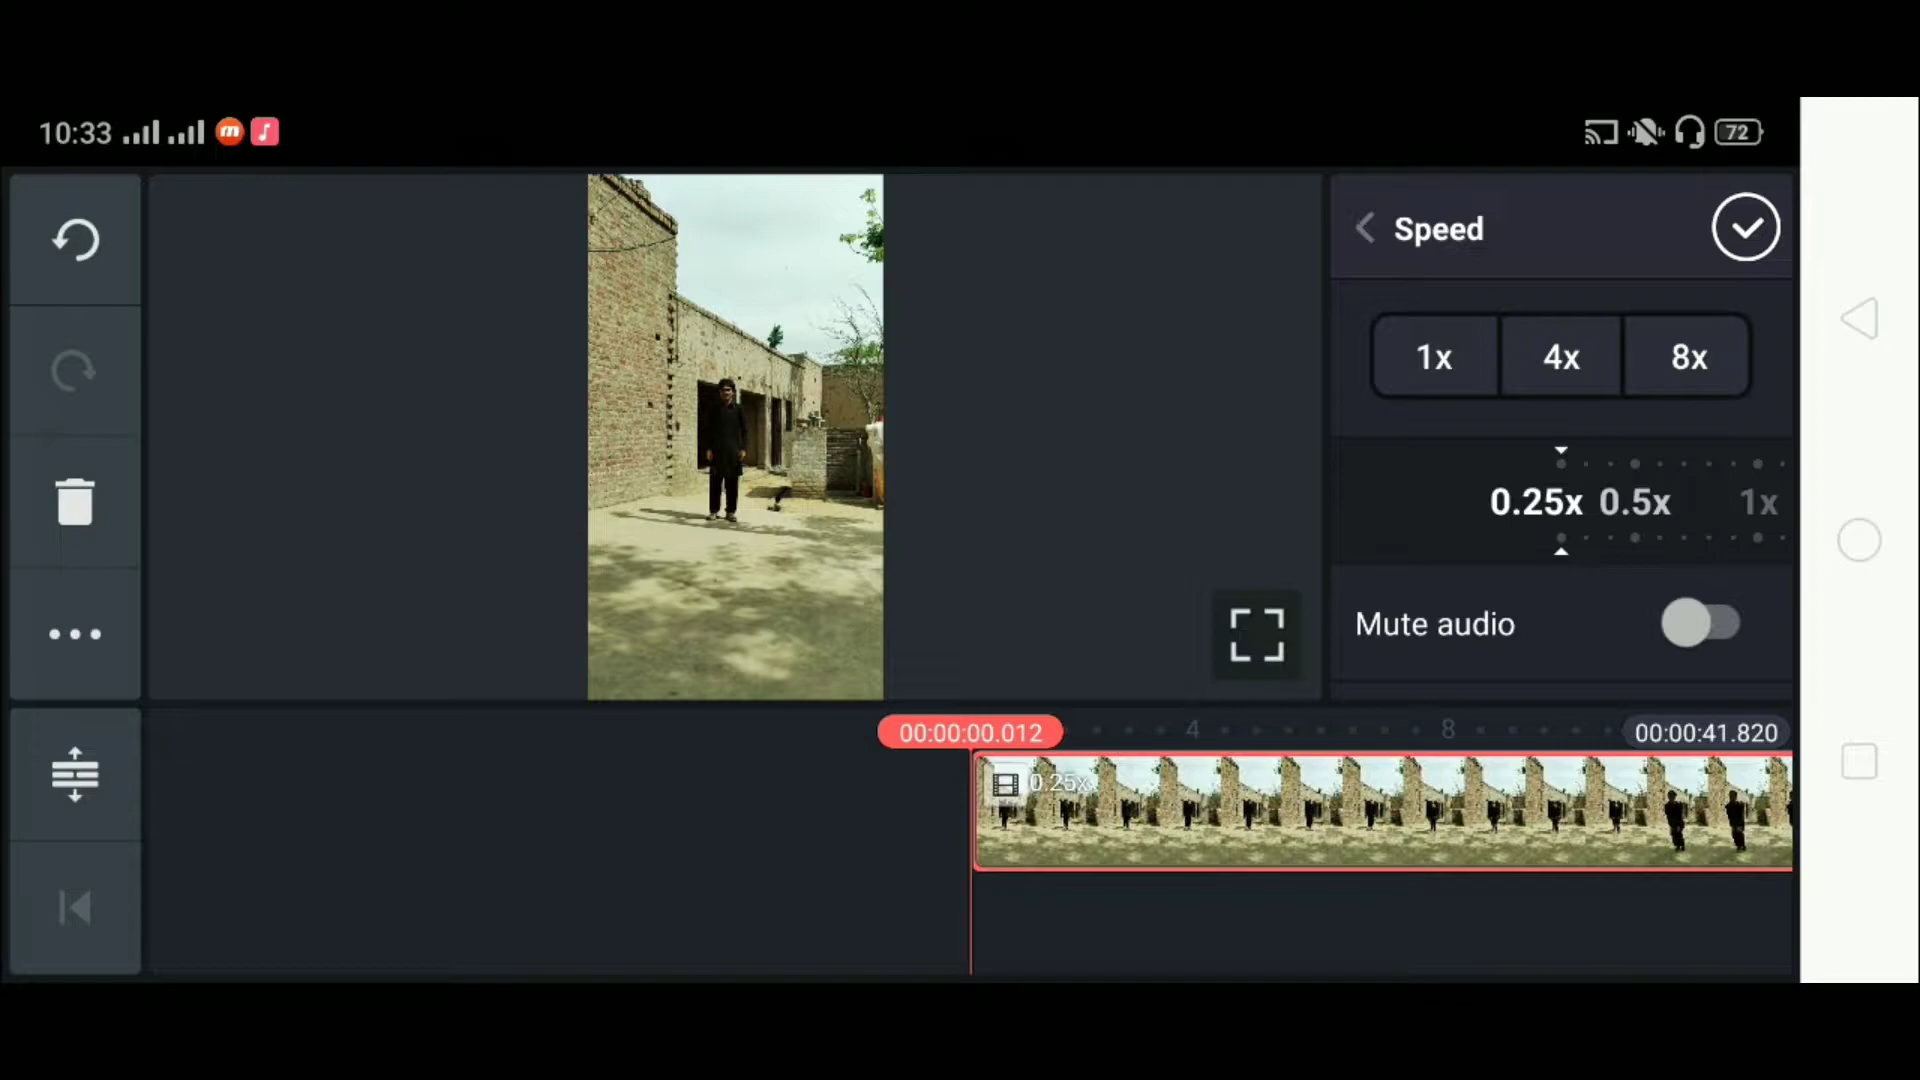 10:33
72
Speed
1x 4x 8x
0.25x 0.5x 1x
Mute audio
00:00:00.012 4 8 00:00:41.820
0.25x